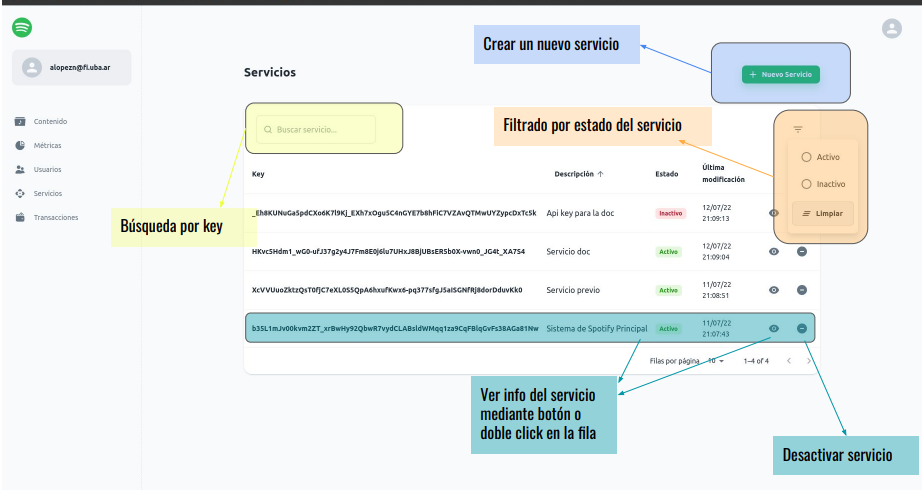 alopezn@fi.uba.ar
Contenido
Métricas
Usuarios
Servicios
Transacciones
Servicios
Crear un nuevo servicio
+ Nuevo Servicio
Buscar servicio...
Filtrado por estado del servicio
Activo
Inactivo
Limpiar
Búsqueda por key
Key Descripción ↑ Estado Última modificación
_Eh8KUNuGa5pdCXo6K7l9Kj_EXh7xOgu5C4nGYE7b8hFiC7VZAvQTMwUYZypcDxTc5k Api key para la doc Inactivo 12/07/22 21:09:13
HKvc5Hdm1_wG0-ufJ37g2y4J7Fm8E0j6lu7UHxJ8BjUBsER5b0X-vwn0_JG4t_XA7S4 Servicio doc Activo 12/07/22 21:09:04
XcVVUuoZktzQsT0fjC7eXL0S5QpA6hxufKwx6-pq377sfgJ5aiSGNfRj8dorDduvKk0 Servicio previo Activo 11/07/22 21:08:51
b35L1mJv00kvm2ZT_xrBwHy92QbwR7vydCLABsldWMqq1za9CqFBlqGvFs38AGa81Nw Sistema de Spotify Principal Activo 11/07/22 21:07:43
Filas por página 10 1–4 of 4
Ver info del servicio
mediante botón o
doble click en la fila
Desactivar servicio